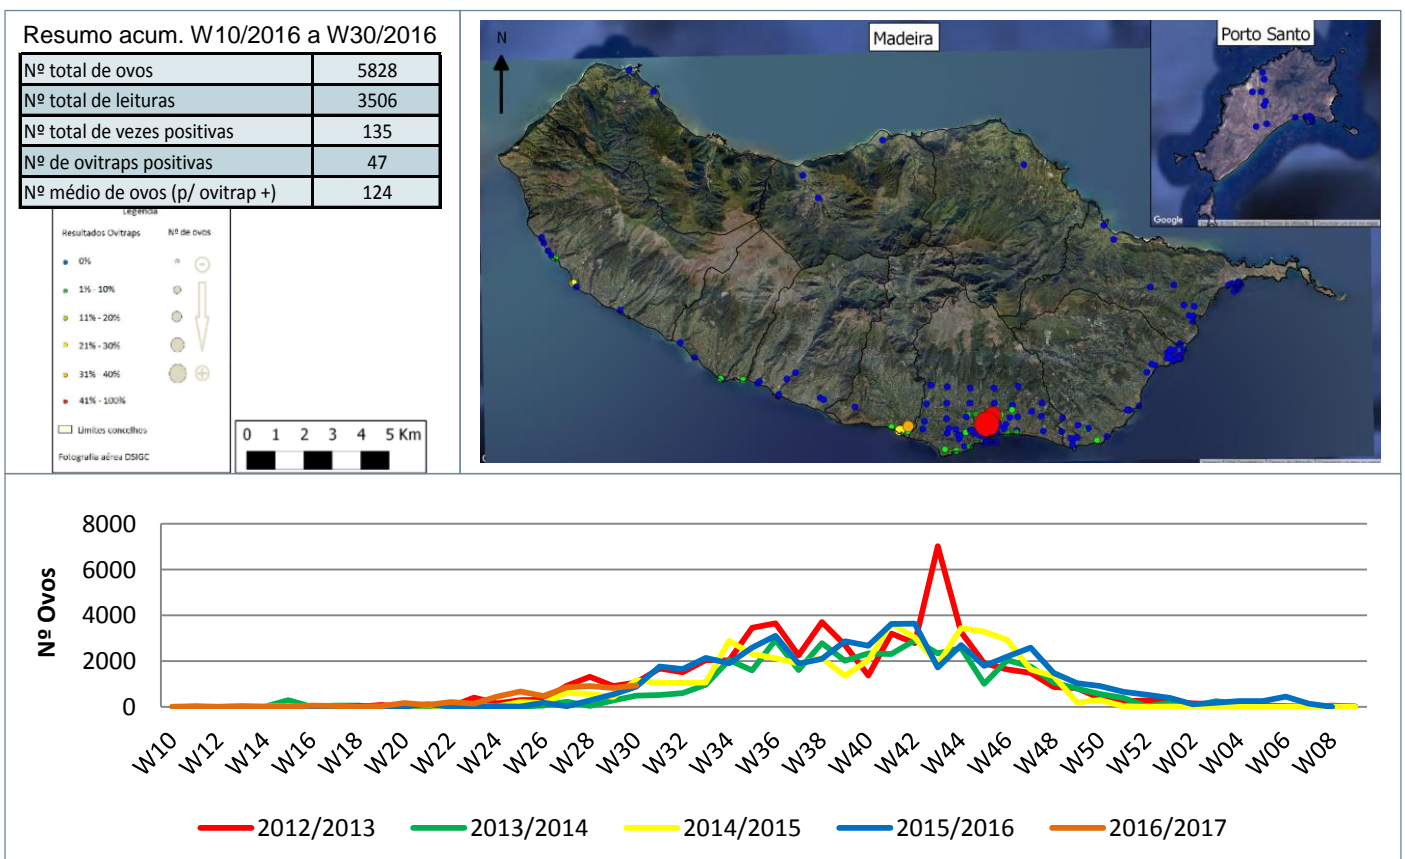 Resumo acum. W10/2016 a W30/2016
Nº total de ovos 5828
Nº total de leituras 3506
Nº total de vezes positivas 135
Nº de ovitraps positivas 47
Nº médio de ovos (p/ ovitrap +) 124
Legenda
Resultados Ovitraps Nº de ovos
0%
1% - 10%
11% - 20%
21% - 30%
31% - 40%
41% - 100%
Limites concelhos
Fotografia aérea DSIGC
0 1 2 3 4 5 Km
N
Madeira
Porto Santo
Google
Nº Ovos
8000
6000
4000
2000
0
W10 W12 W14 W16 W18 W20 W22 W24 W26 W28 W30 W32 W34 W36 W38 W40 W42 W44 W46 W48 W50 W52 W02 W04 W06 W08
2012/2013 2013/2014 2014/2015 2015/2016 2016/2017